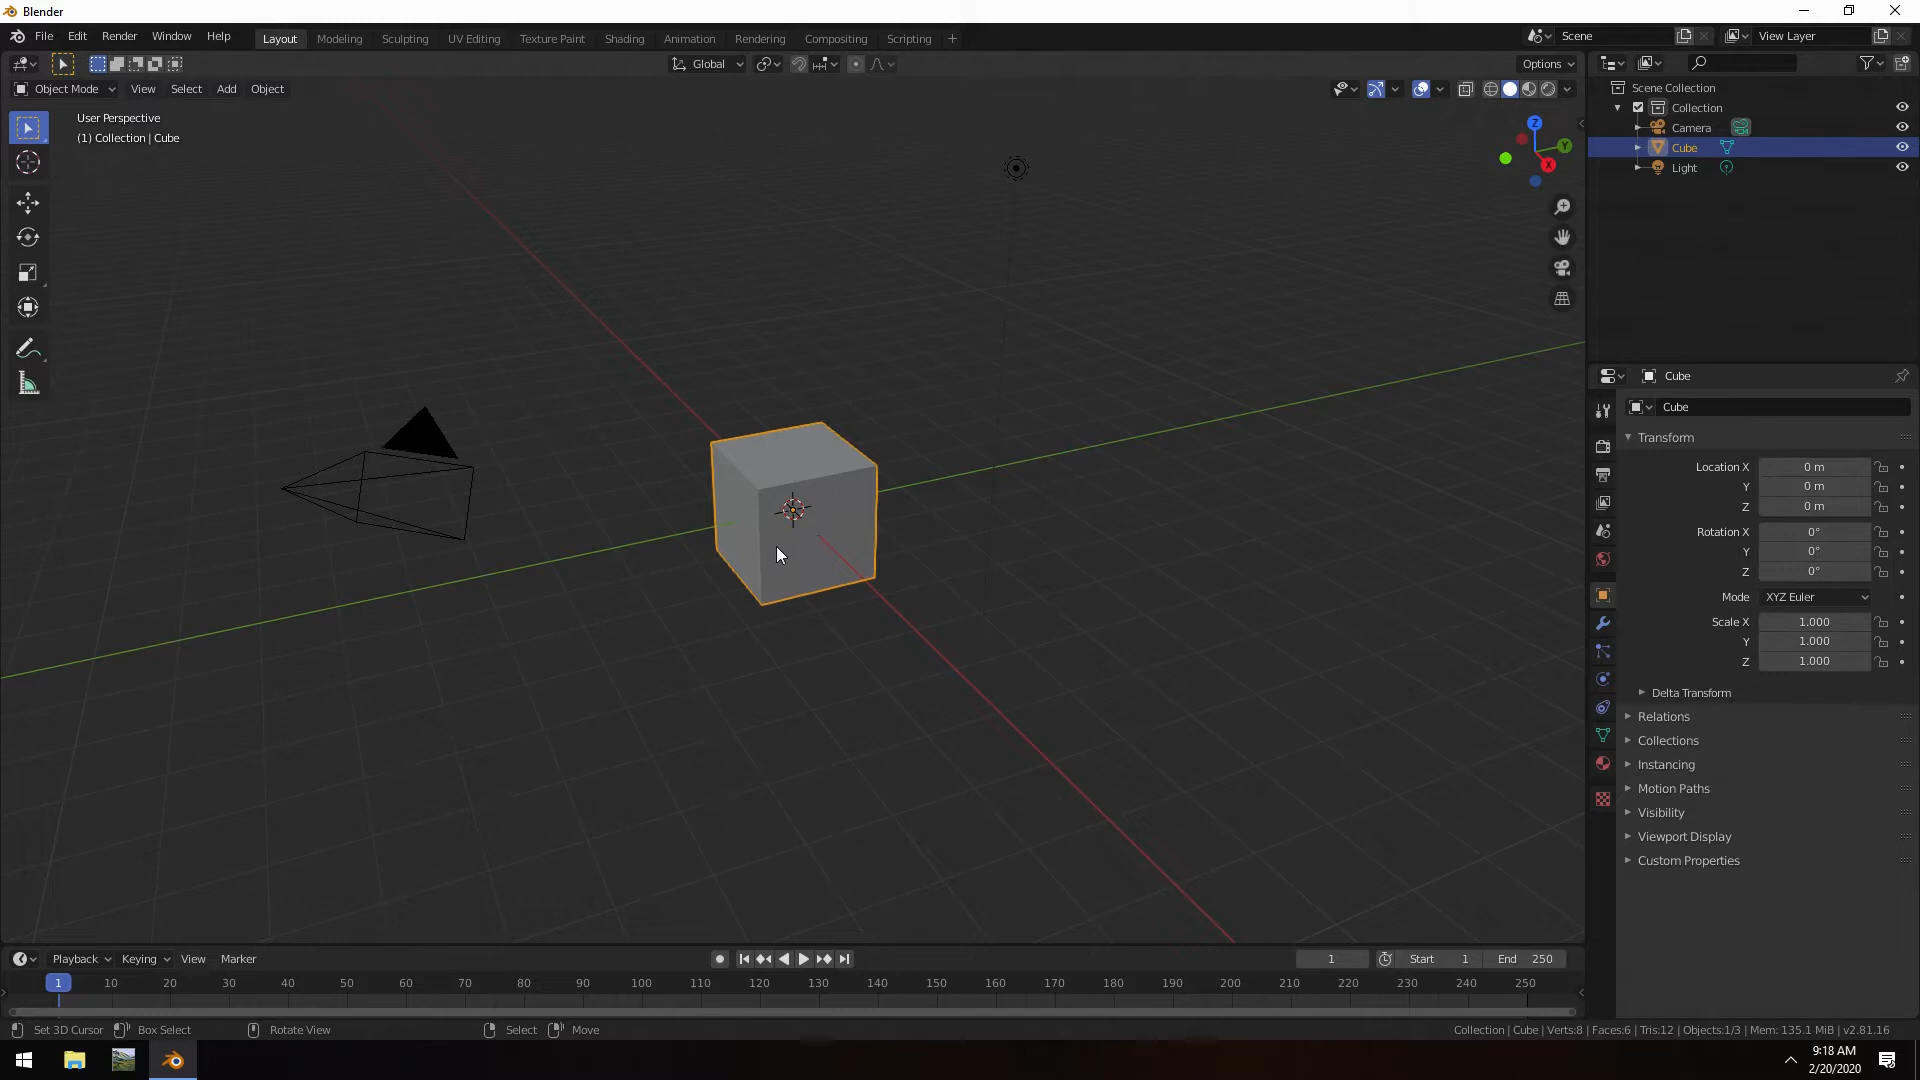 Blender
File Edit Render Window Help
Layout Modeling Sculpting UV Editing Texture Paint Shading Animation Rendering Compositing Scripting +
Scene
View Layer
Global
Options
Object Mode View Select Add Object
User Perspective
(1) Collection | Cube
Z
Y
X
Scene Collection
Collection
Camera
Cube
Light
Cube
Cube
Transform
Location X 0 m
Y 0 m
Z 0 m
Rotation X 0°
Y 0°
Z 0°
Mode XYZ Euler
Scale X 1.000
Y 1.000
Z 1.000
Delta Transform
Relations
Collections
Instancing
Motion Paths
Visibility
Viewport Display
Custom Properties
Playback Keying View Marker
1 Start 1 End 250
1 10 20 30 40 50 60 70 80 90 100 110 120 130 140 150 160 170 180 190 200 210 220 230 240 250
Set 3D Cursor Box Select Rotate View Select Move
Collection | Cube | Verts:8 | Faces:6 | Tris:12 | Objects:1/3 | Mem: 135.1 MiB | v2.81.16
9:18 AM
2/20/2020